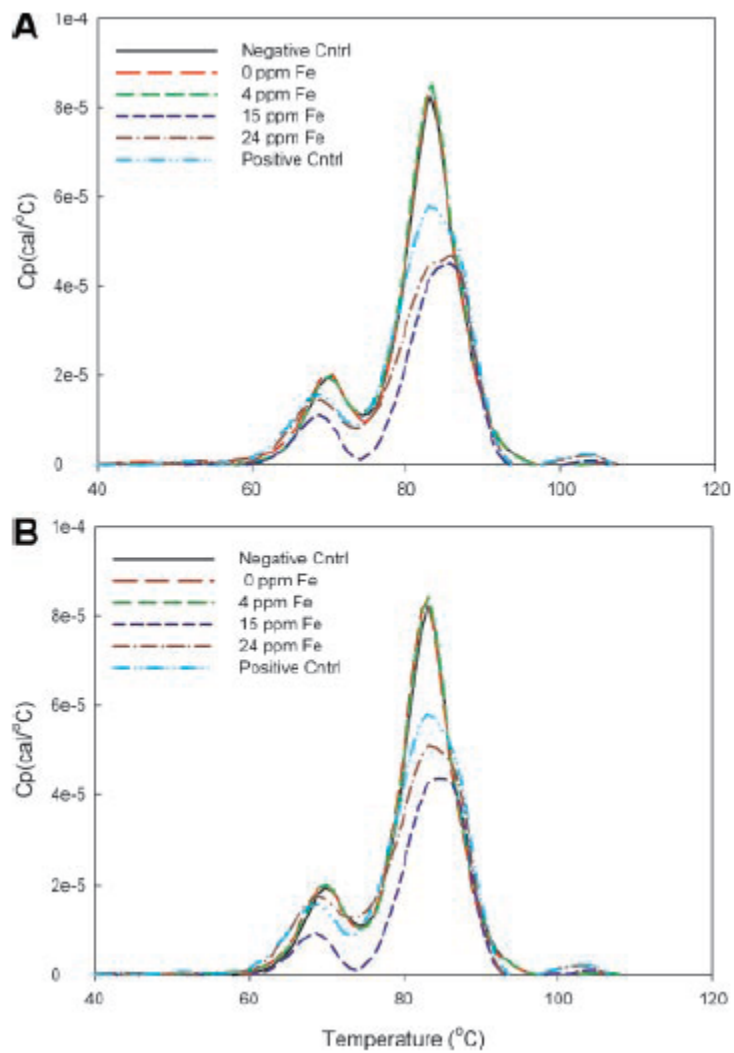 A
1e-4
Negative Cntrl
0 ppm Fe
4 ppm Fe
15 ppm Fe
24 ppm Fe
Positive Cntrl
8e-5
6e-5
Cp(cal/°C)
4e-5
2e-5
0
40 60 80 100 120
B
1e-4
Negative Cntrl
0 ppm Fe
4 ppm Fe
15 ppm Fe
24 ppm Fe
Positive Cntrl
8e-5
6e-5
Cp(cal/°C)
4e-5
2e-5
0
40 60 80 100 120
Temperature (°C)